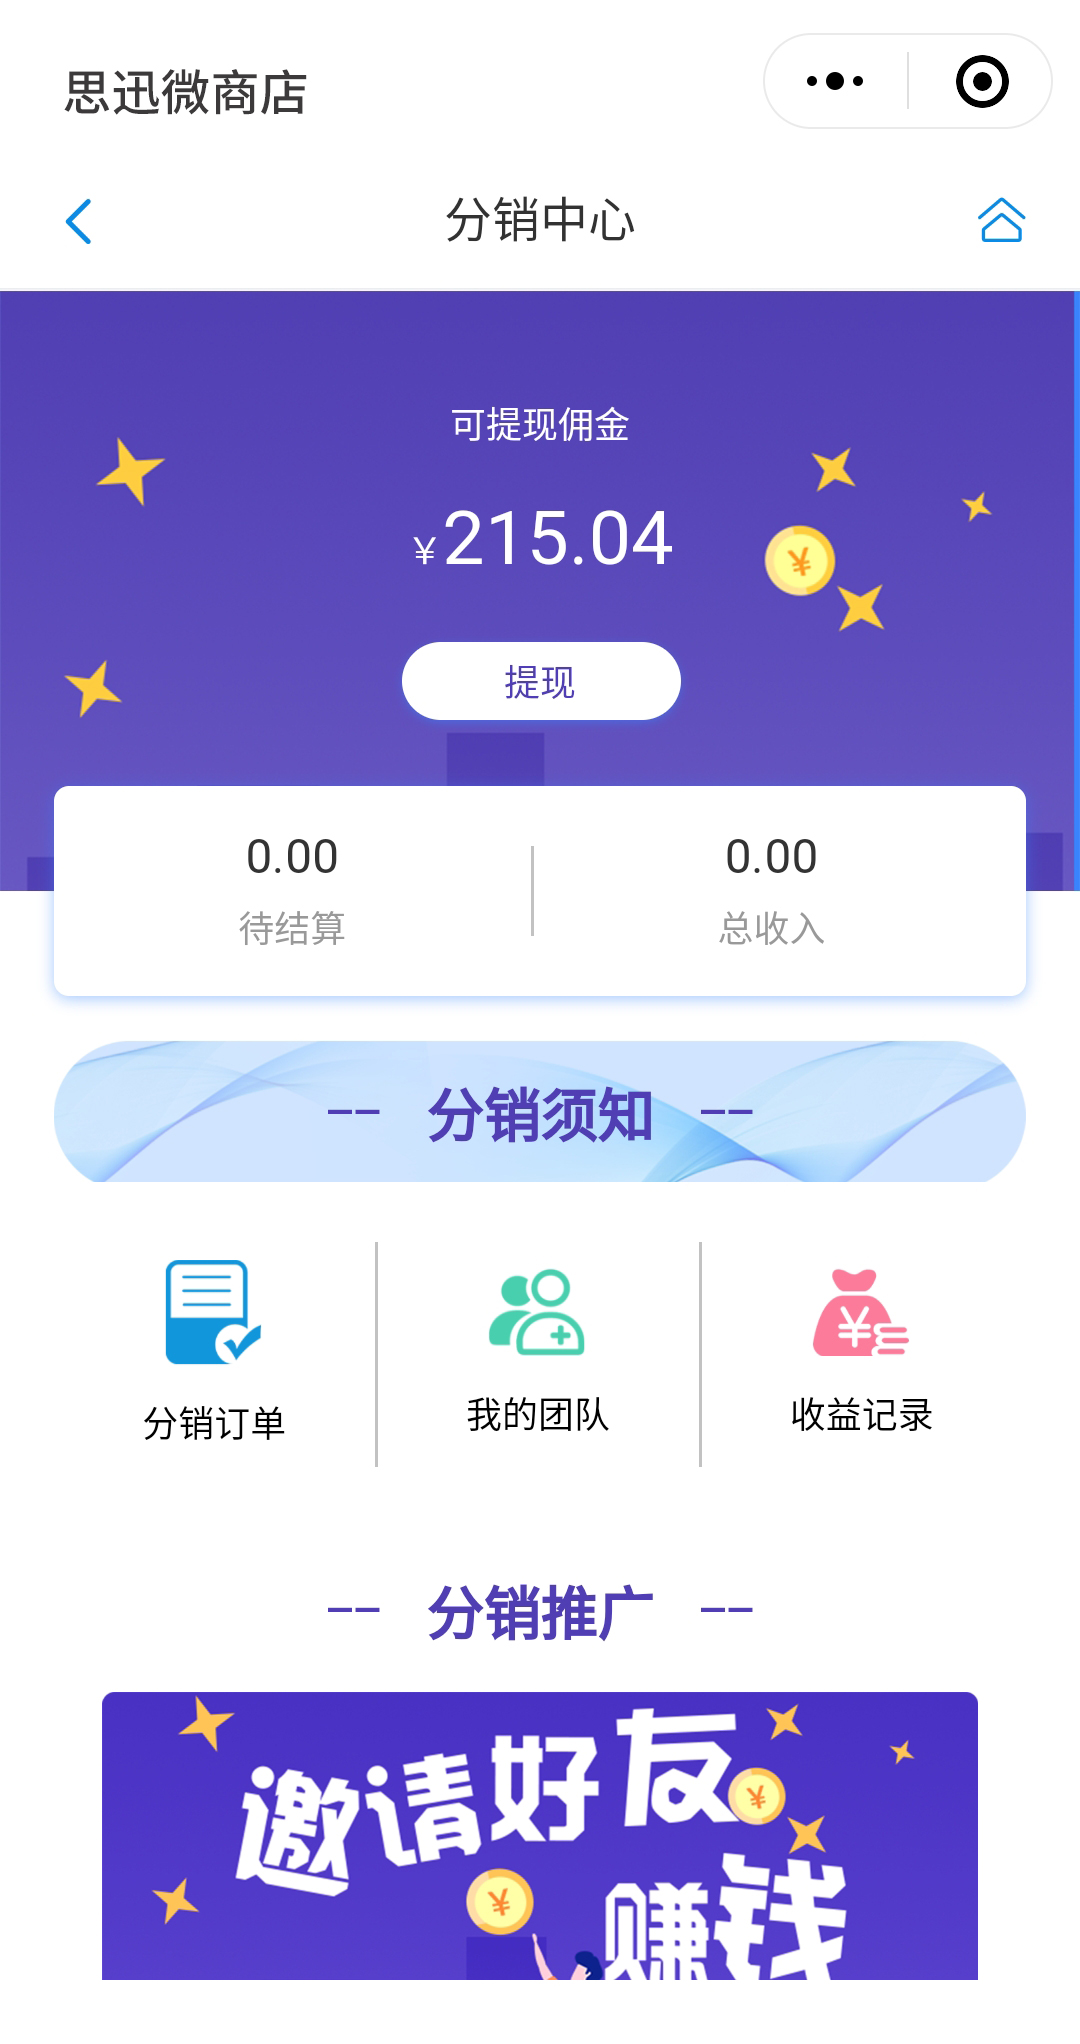 思迅微商店
分销中心
可提现佣金
¥215.04
提现
0.00
待结算
0.00
总收入
-- 分销须知 --
分销订单
我的团队
收益记录
-- 分销推广 --
邀请好友
赚钱